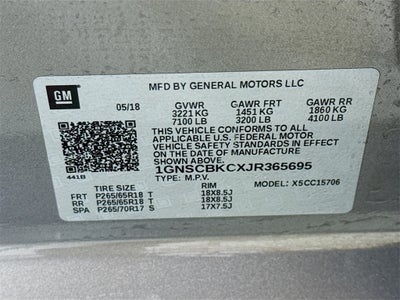 GM
MFD BY GENERAL MOTORS LLC
05/18 GVWR GAWR FRT GAWR RR
3221 KG 1451 KG 1860 KG
7100 LB 3200 LB 4100 LB
THIS VEHICLE CONFORMS TO ALL
APPLICABLE U.S. FEDERAL MOTOR
VEHICLE SAFETY STANDARDS IN EFFECT
ON THE DATE OF MANUFACTURE SHOWN ABOVE.
1GNSCBKCXJR365695
441B TYPE: M.P.V.
TIRE SIZE RIM MODEL: X5CC15706
FRT P265/65R18 T 18X8.5J
RR P265/65R18 T 18X8.5J
SPA P265/70R17 S 17X7.5J